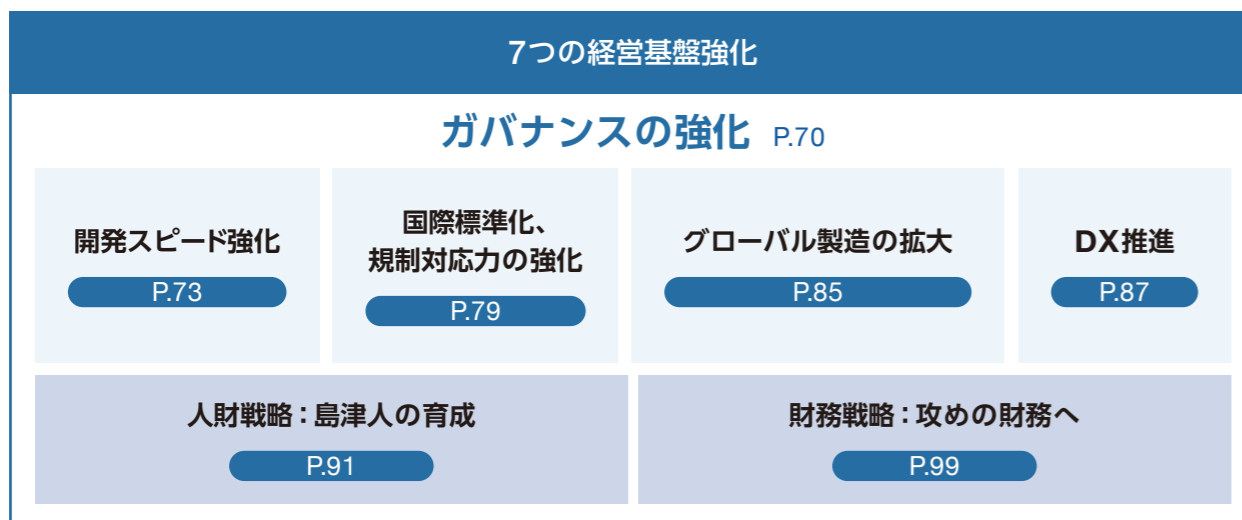 7つの経営基盤強化
ガバナンスの強化 P.70
開発スピード強化
P.73
国際標準化、
規制対応力の強化
P.79
グローバル製造の拡大
P.85
DX推進
P.87
人財戦略：島津人の育成
P.91
財務戦略：攻めの財務へ
P.99